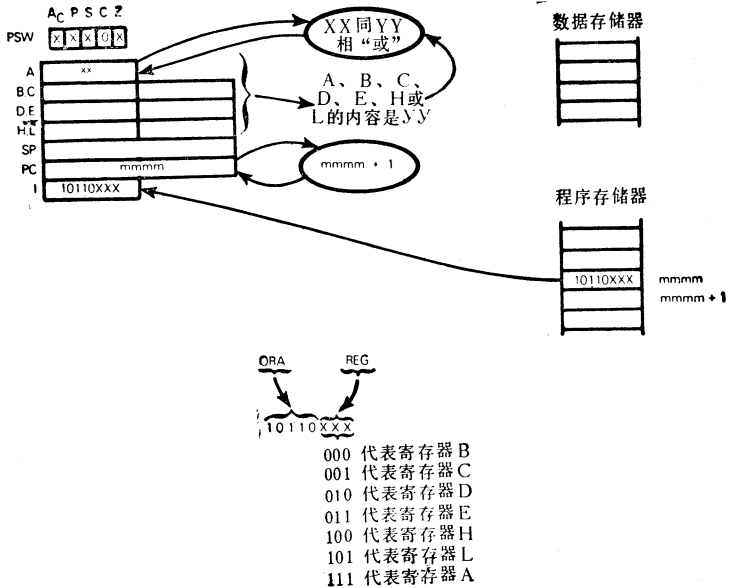 AC P S C Z
PSW X X X 0 X
A xx
B.C
D.E
H.L
SP
PC mmmm
I 10110XXX
XX同YY
相“或”
A、B、C、
D、E、H或
L的内容是yy
mmmm + 1
数据存储器
程序存储器
10110XXX mmmm
mmmm + 1
ORA REG
10110XXX
000 代表寄存器B
001 代表寄存器C
010 代表寄存器D
011 代表寄存器E
100 代表寄存器H
101 代表寄存器L
111 代表寄存器A